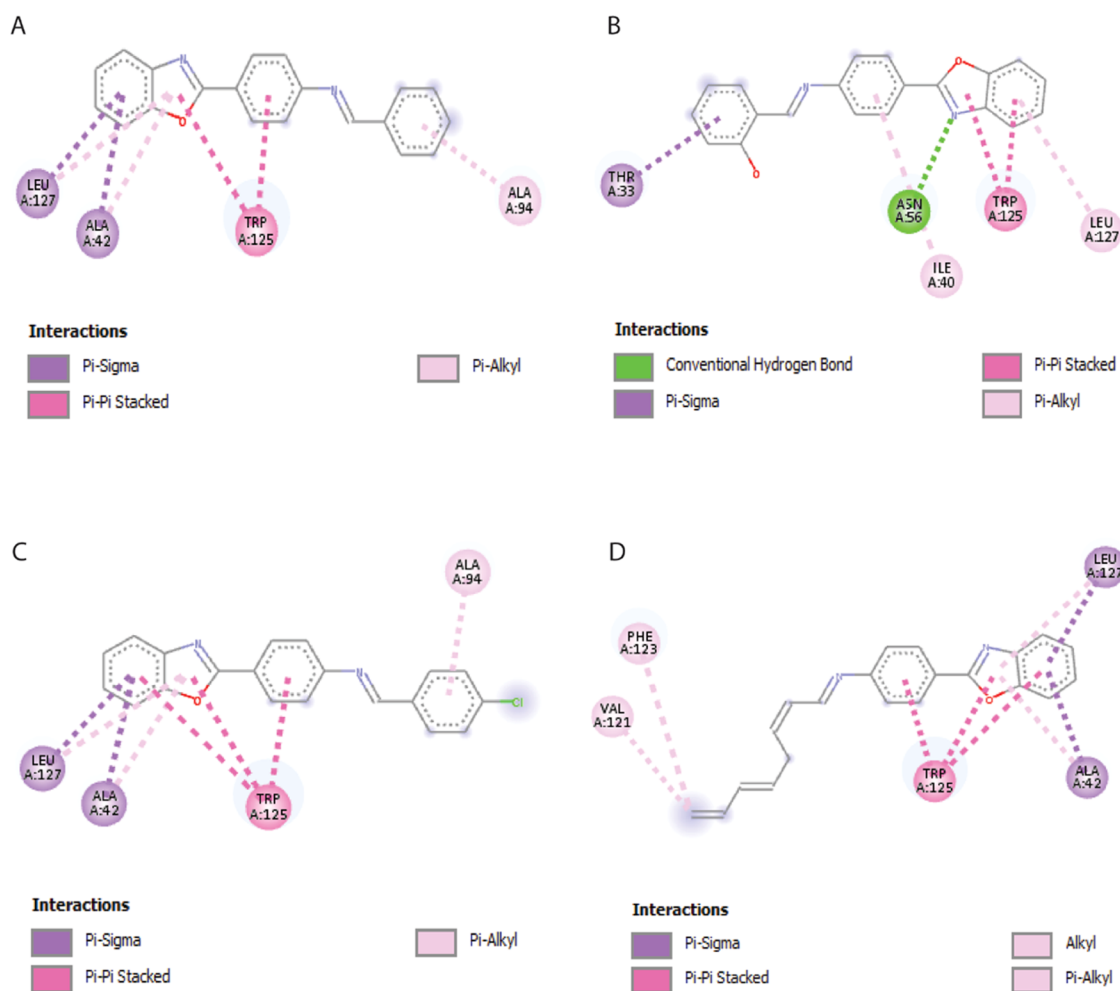 A
N
O
N
LEU
A:127
ALA
A:42
TRP
A:125
ALA
A:94
Interactions
Pi-Sigma
Pi-Alkyl
Pi-Pi Stacked
B
O
N
N
O
THR
A:33
ASN
A:56
TRP
A:125
LEU
A:127
ILE
A:40
Interactions
Conventional Hydrogen Bond
Pi-Pi Stacked
Pi-Sigma
Pi-Alkyl
C
ALA
A:94
N
N
O
Cl
LEU
A:127
ALA
A:42
TRP
A:125
Interactions
Pi-Sigma
Pi-Alkyl
Pi-Pi Stacked
D
LEU
A:127
PHE
A:123
N
N
O
VAL
A:121
TRP
A:125
ALA
A:42
Interactions
Pi-Sigma
Alkyl
Pi-Pi Stacked
Pi-Alkyl